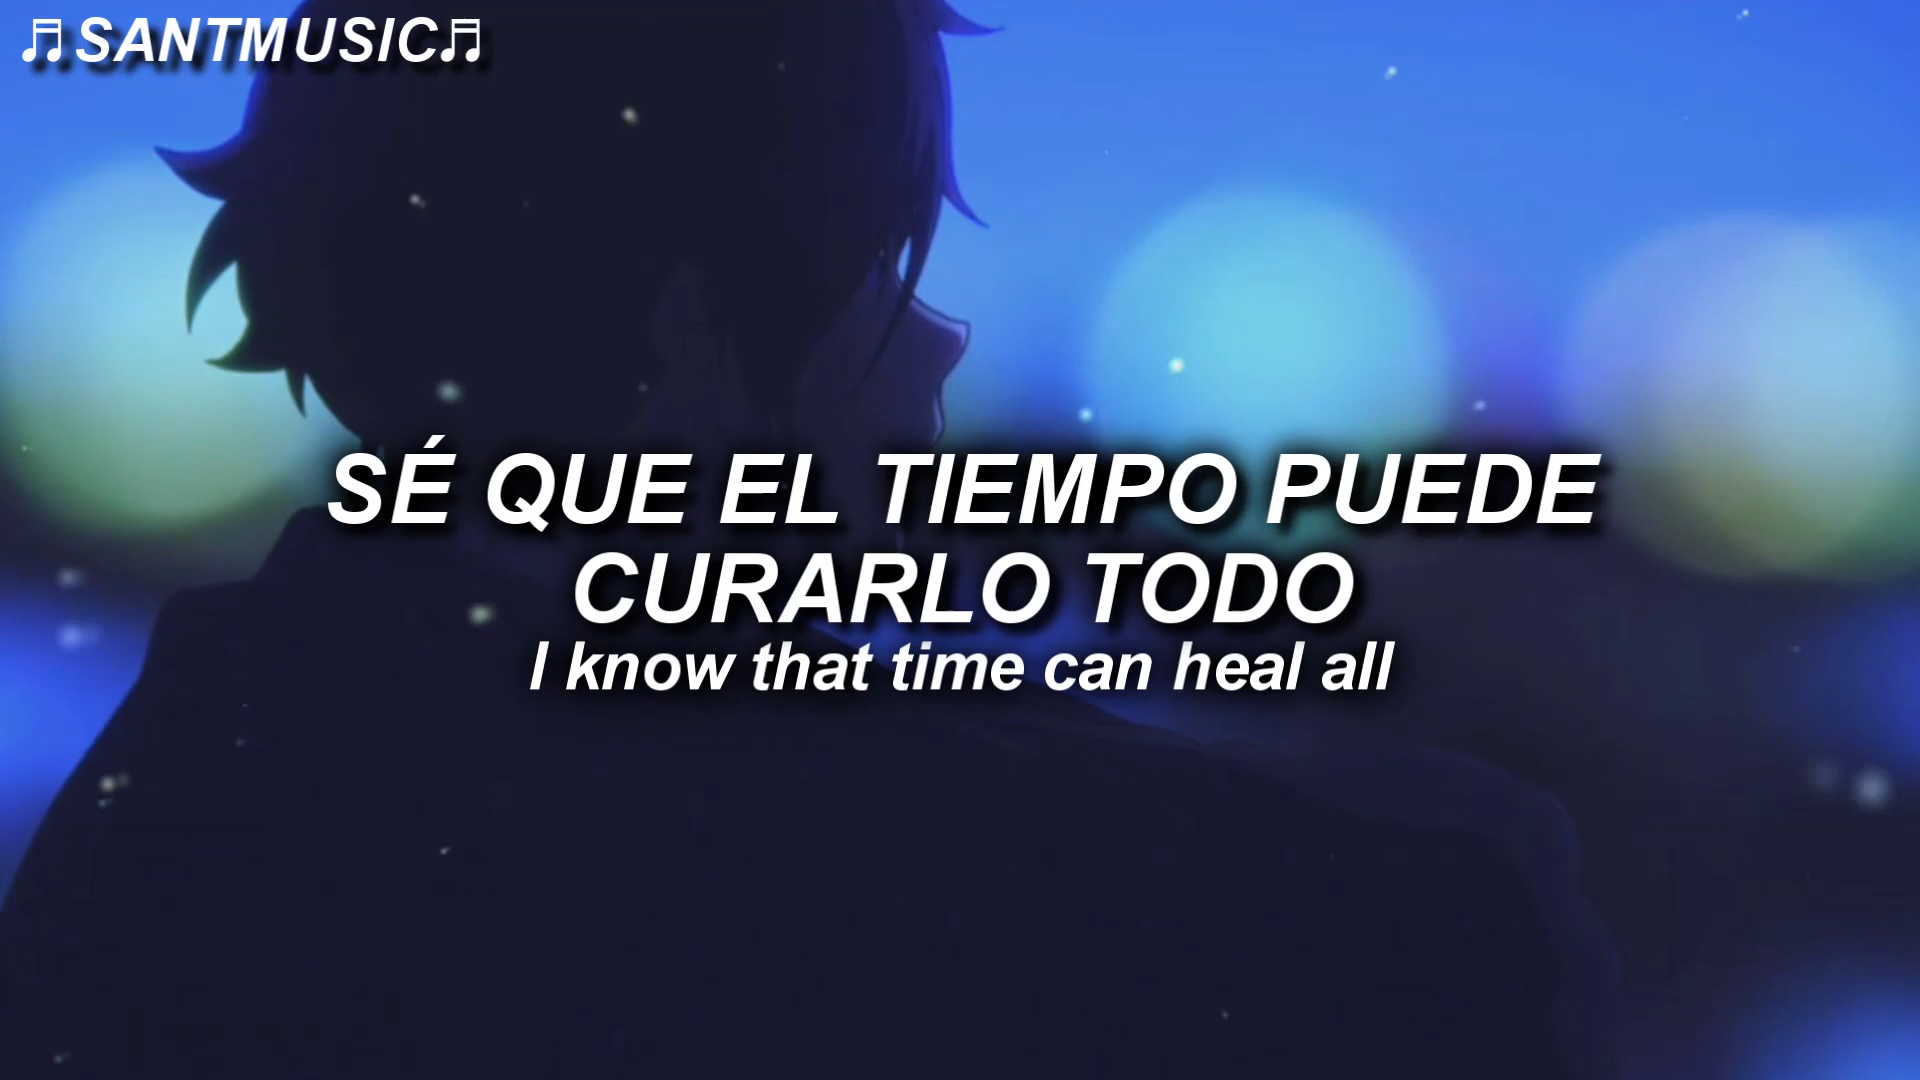 ♬SANTMUSIC♬
SÉ QUE EL TIEMPO PUEDE
CURARLO TODO
I know that time can heal all